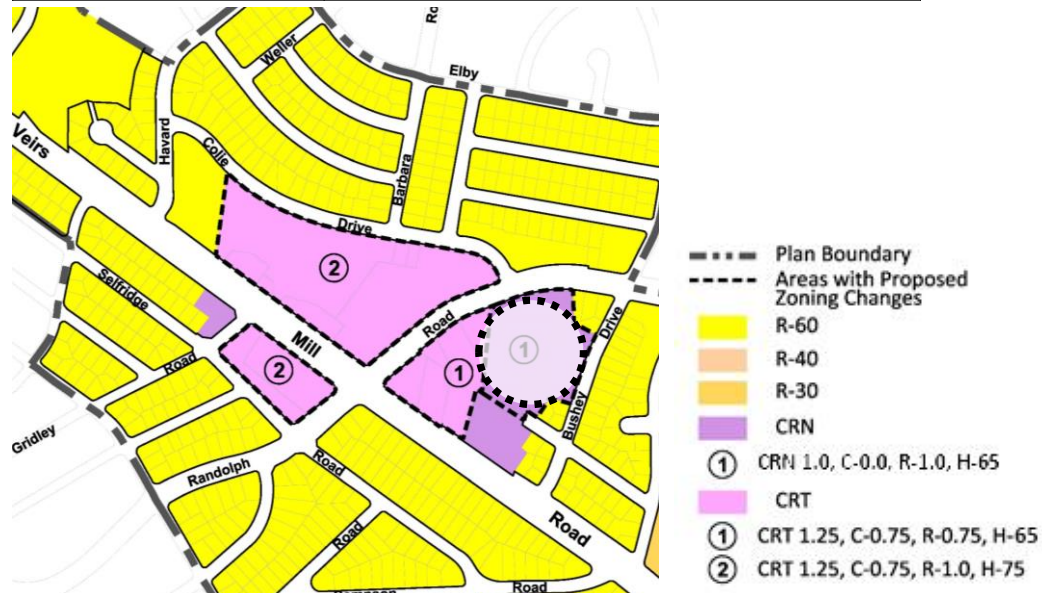 Ro
Weller
Elby
Veirs
Havard
Colie
Barbara
Drive
2
Selfridge
Road
Mill
Road
1
1
Drive
2
Road
Bushey
Gridley
Randolph
Road
Road
Road
Road
Plan Boundary
Areas with Proposed
Zoning Changes
R-60
R-40
R-30
CRN
1 CRN 1.0, C-0.0, R-1.0, H-65
CRT
1 CRT 1.25, C-0.75, R-0.75, H-65
2 CRT 1.25, C-0.75, R-1.0, H-75